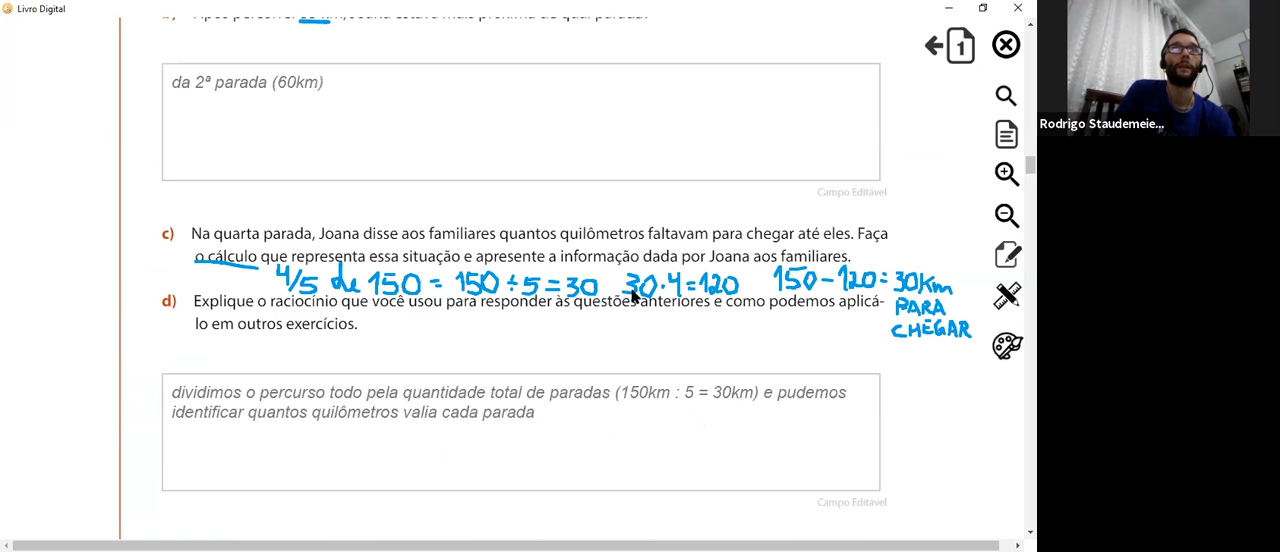 Livro Digital
da 2ª parada (60km)
Campo Editável
c) Na quarta parada, Joana disse aos familiares quantos quilômetros faltavam para chegar até eles. Faça
o cálculo que representa essa situação e apresente a informação dada por Joana aos familiares.
4/5 de 150 = 150 ÷ 5 = 30 30 · 4 = 120 150 - 120 = 30 Km
PARA
CHEGAR
d) Explique o raciocínio que você usou para responder às questões anteriores e como podemos aplicá-
lo em outros exercícios.
dividimos o percurso todo pela quantidade total de paradas (150km : 5 = 30km) e pudemos
identificar quantos quilômetros valia cada parada
Campo Editável
1
Rodrigo Staudemeie...